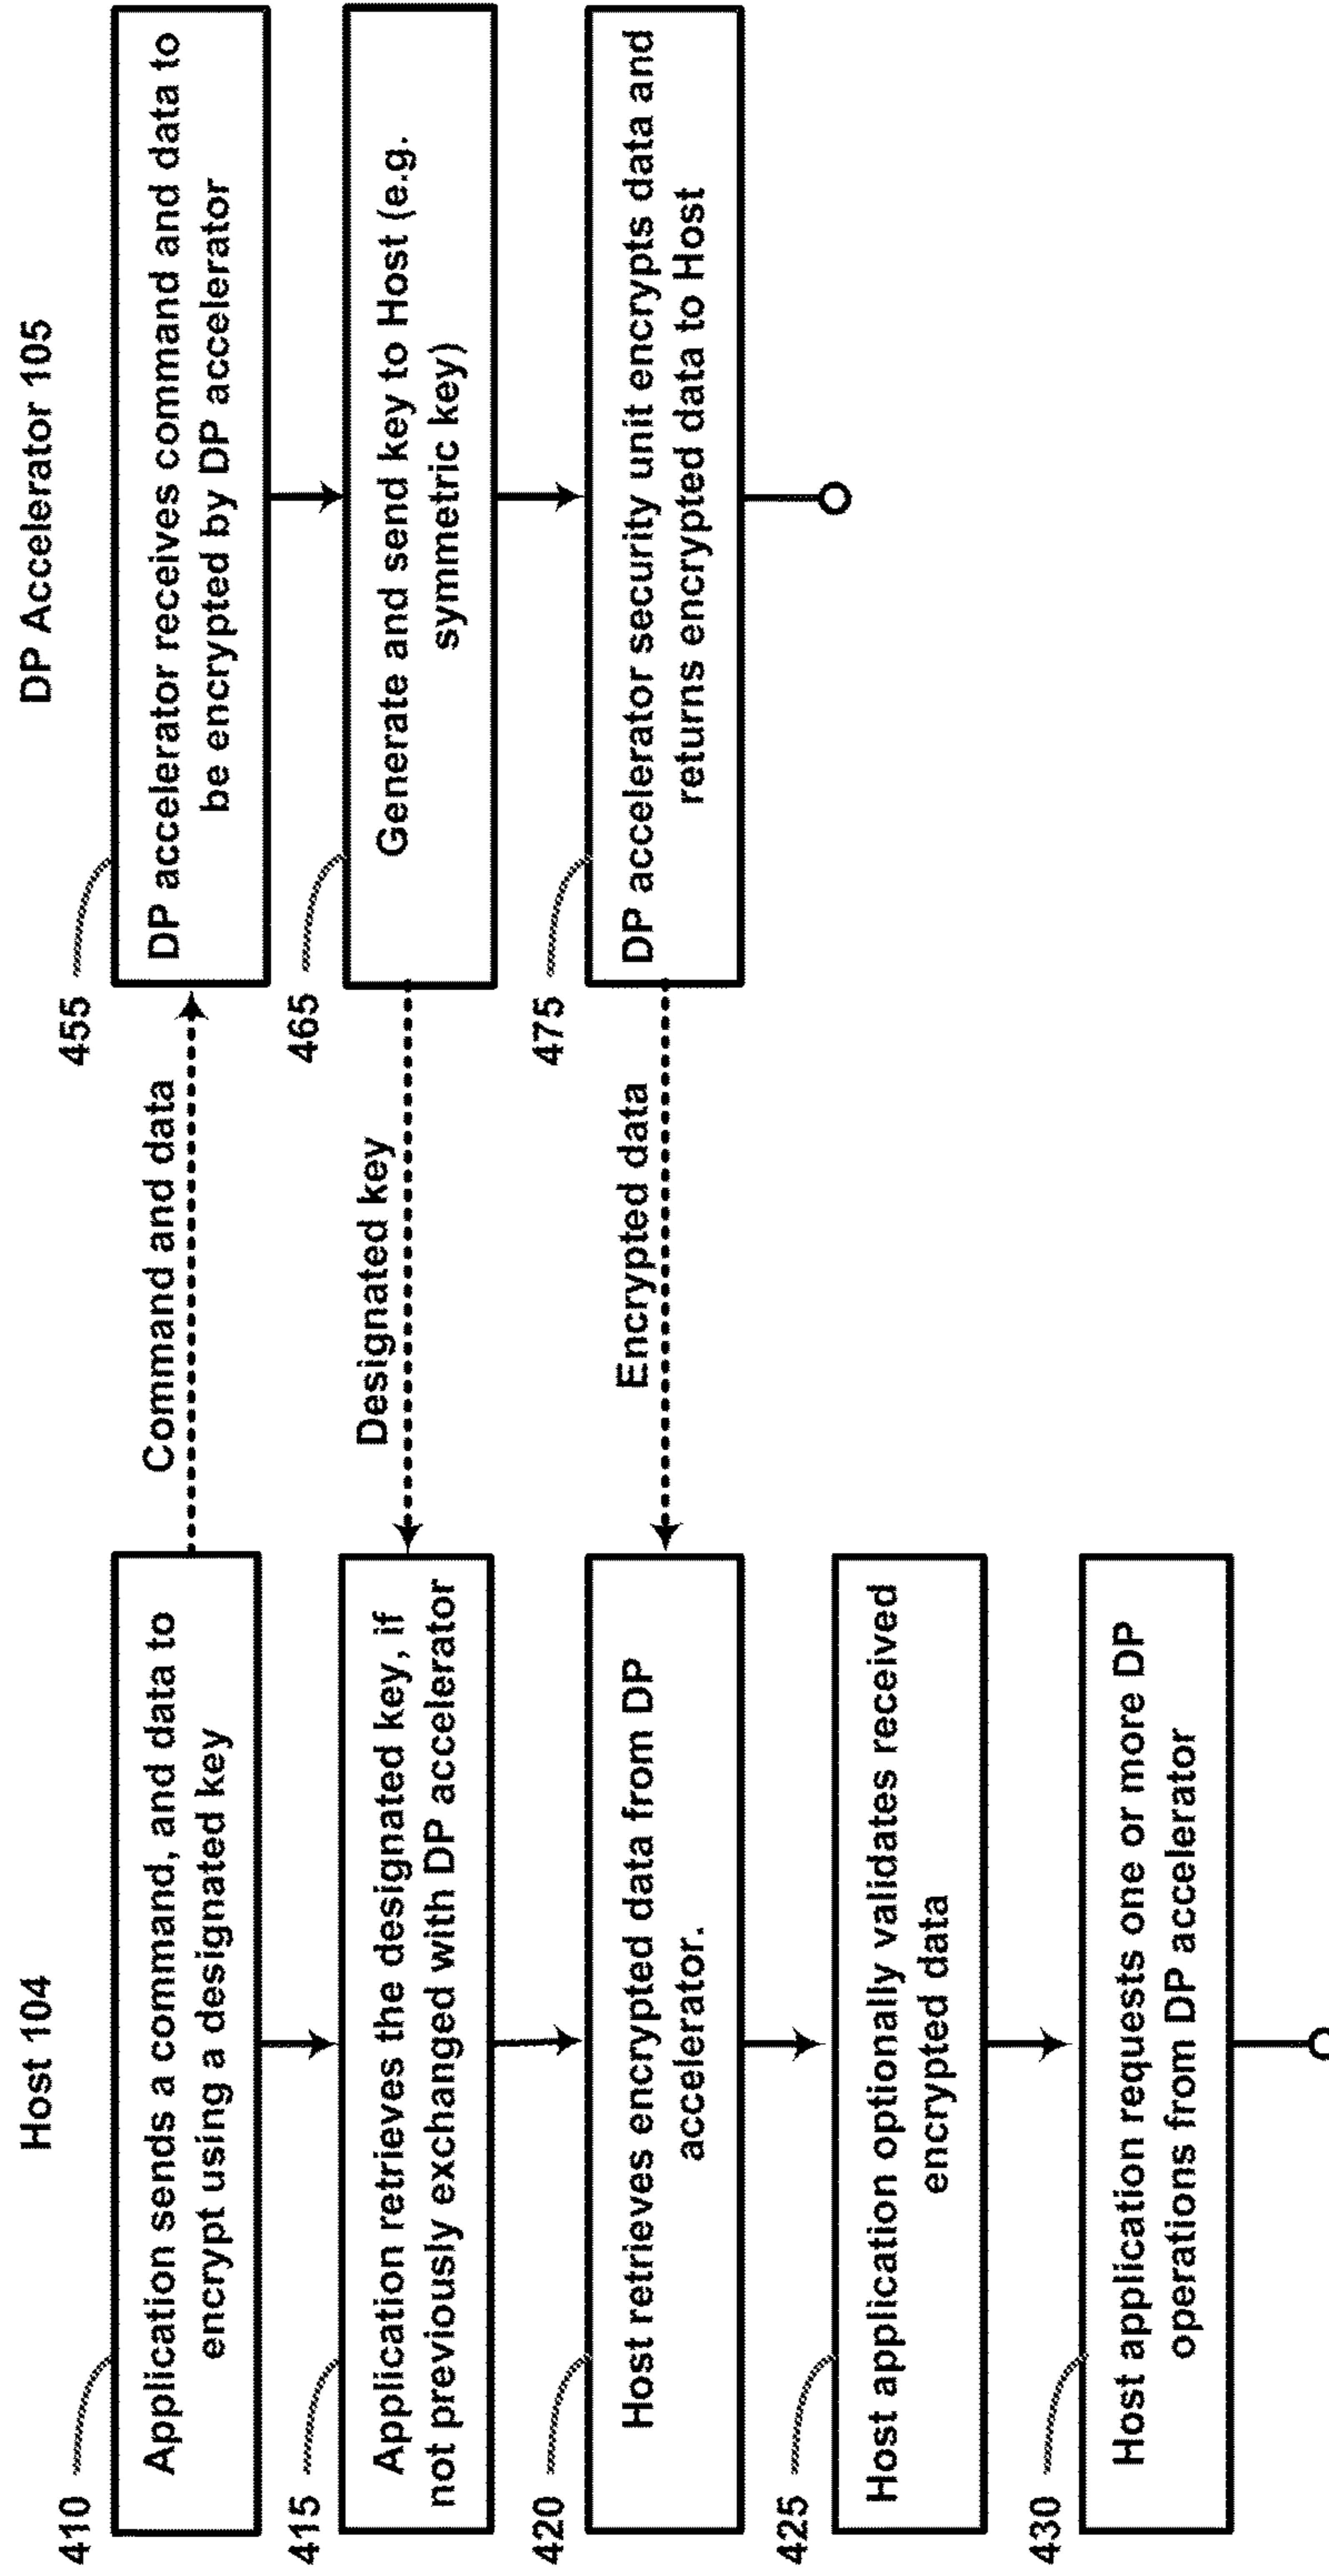 Host 104
DP Accelerator 105
410
Application sends a command, and data to
encrypt using a designated key
Command and data
455
DP accelerator receives command and data to
be encrypted by DP accelerator
415
Application retrieves the designated key, if
not previously exchanged with DP accelerator
Designated key
465
Generate and send key to Host (e.g.
symmetric key)
420
Host retrieves encrypted data from DP
accelerator.
Encrypted data
475
DP accelerator security unit encrypts data and
returns encrypted data to Host
425
Host application optionally validates received
encrypted data
430
Host application requests one or more DP
operations from DP accelerator